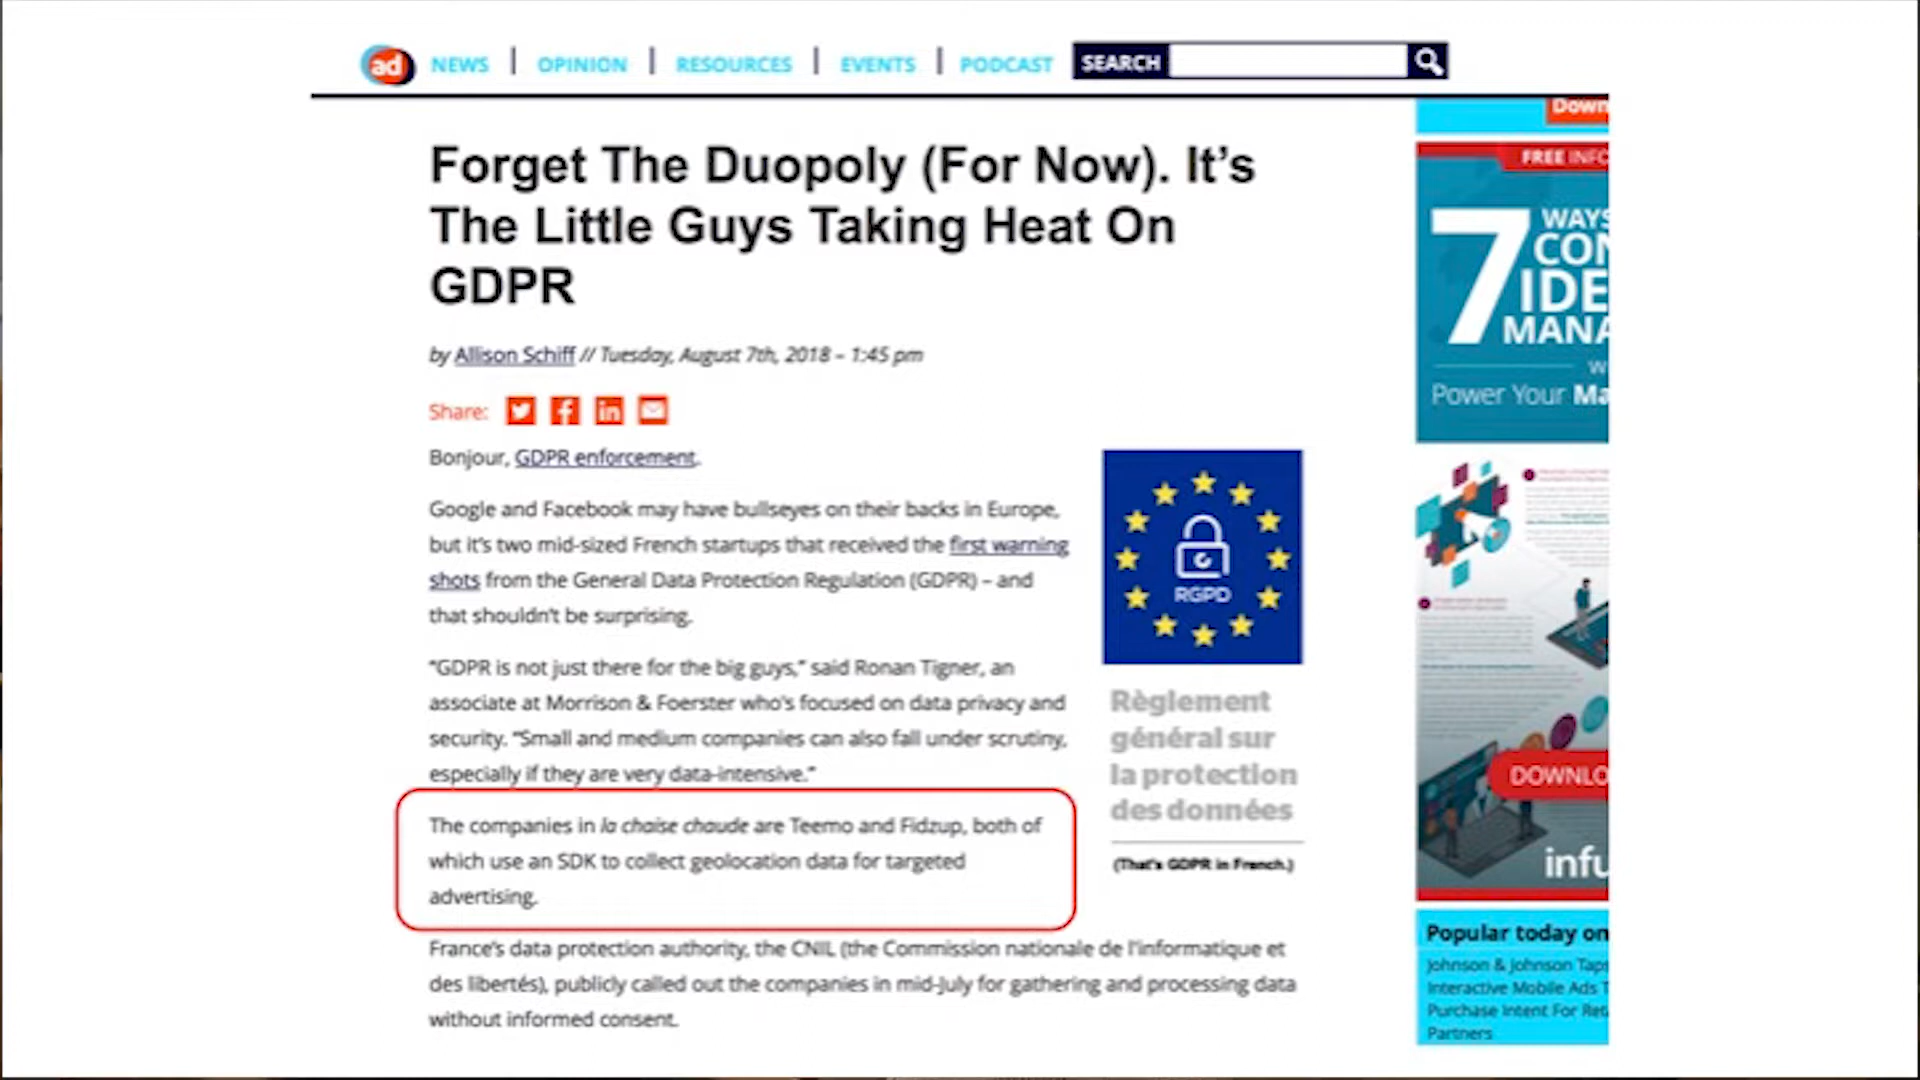 ad NEWS | OPINION | RESOURCES | EVENTS | PODCAST SEARCH
Forget The Duopoly (For Now). It’s
The Little Guys Taking Heat On
GDPR
by Allison Schiff // Tuesday, August 7th, 2018 – 1:45 pm
Share:
Bonjour, GDPR enforcement.
Google and Facebook may have bullseyes on their backs in Europe,
but it’s two mid-sized French startups that received the first warning
shots from the General Data Protection Regulation (GDPR) – and
that shouldn’t be surprising.
“GDPR is not just there for the big guys,” said Ronan Tigner, an
associate at Morrison & Foerster who’s focused on data privacy and
security. “Small and medium companies can also fall under scrutiny,
especially if they are very data-intensive.”
The companies in la chaise chaude are Teemo and Fidzup, both of
which use an SDK to collect geolocation data for targeted
advertising.
France’s data protection authority, the CNIL (the Commission nationale de l’informatique et
des libertés), publicly called out the companies in mid-July for gathering and processing data
without informed consent.
RGPD
Règlement
général sur
la protection
des données
(That’s GDPR in French.)
Down
FREE INFO
7 WAYS
CON
IDE
MANA
W
Power Your Ma
DOWNLO
infu
Popular today on
Johnson & Johnson Taps
Interactive Mobile Ads T
Purchase Intent For Ret
Partners